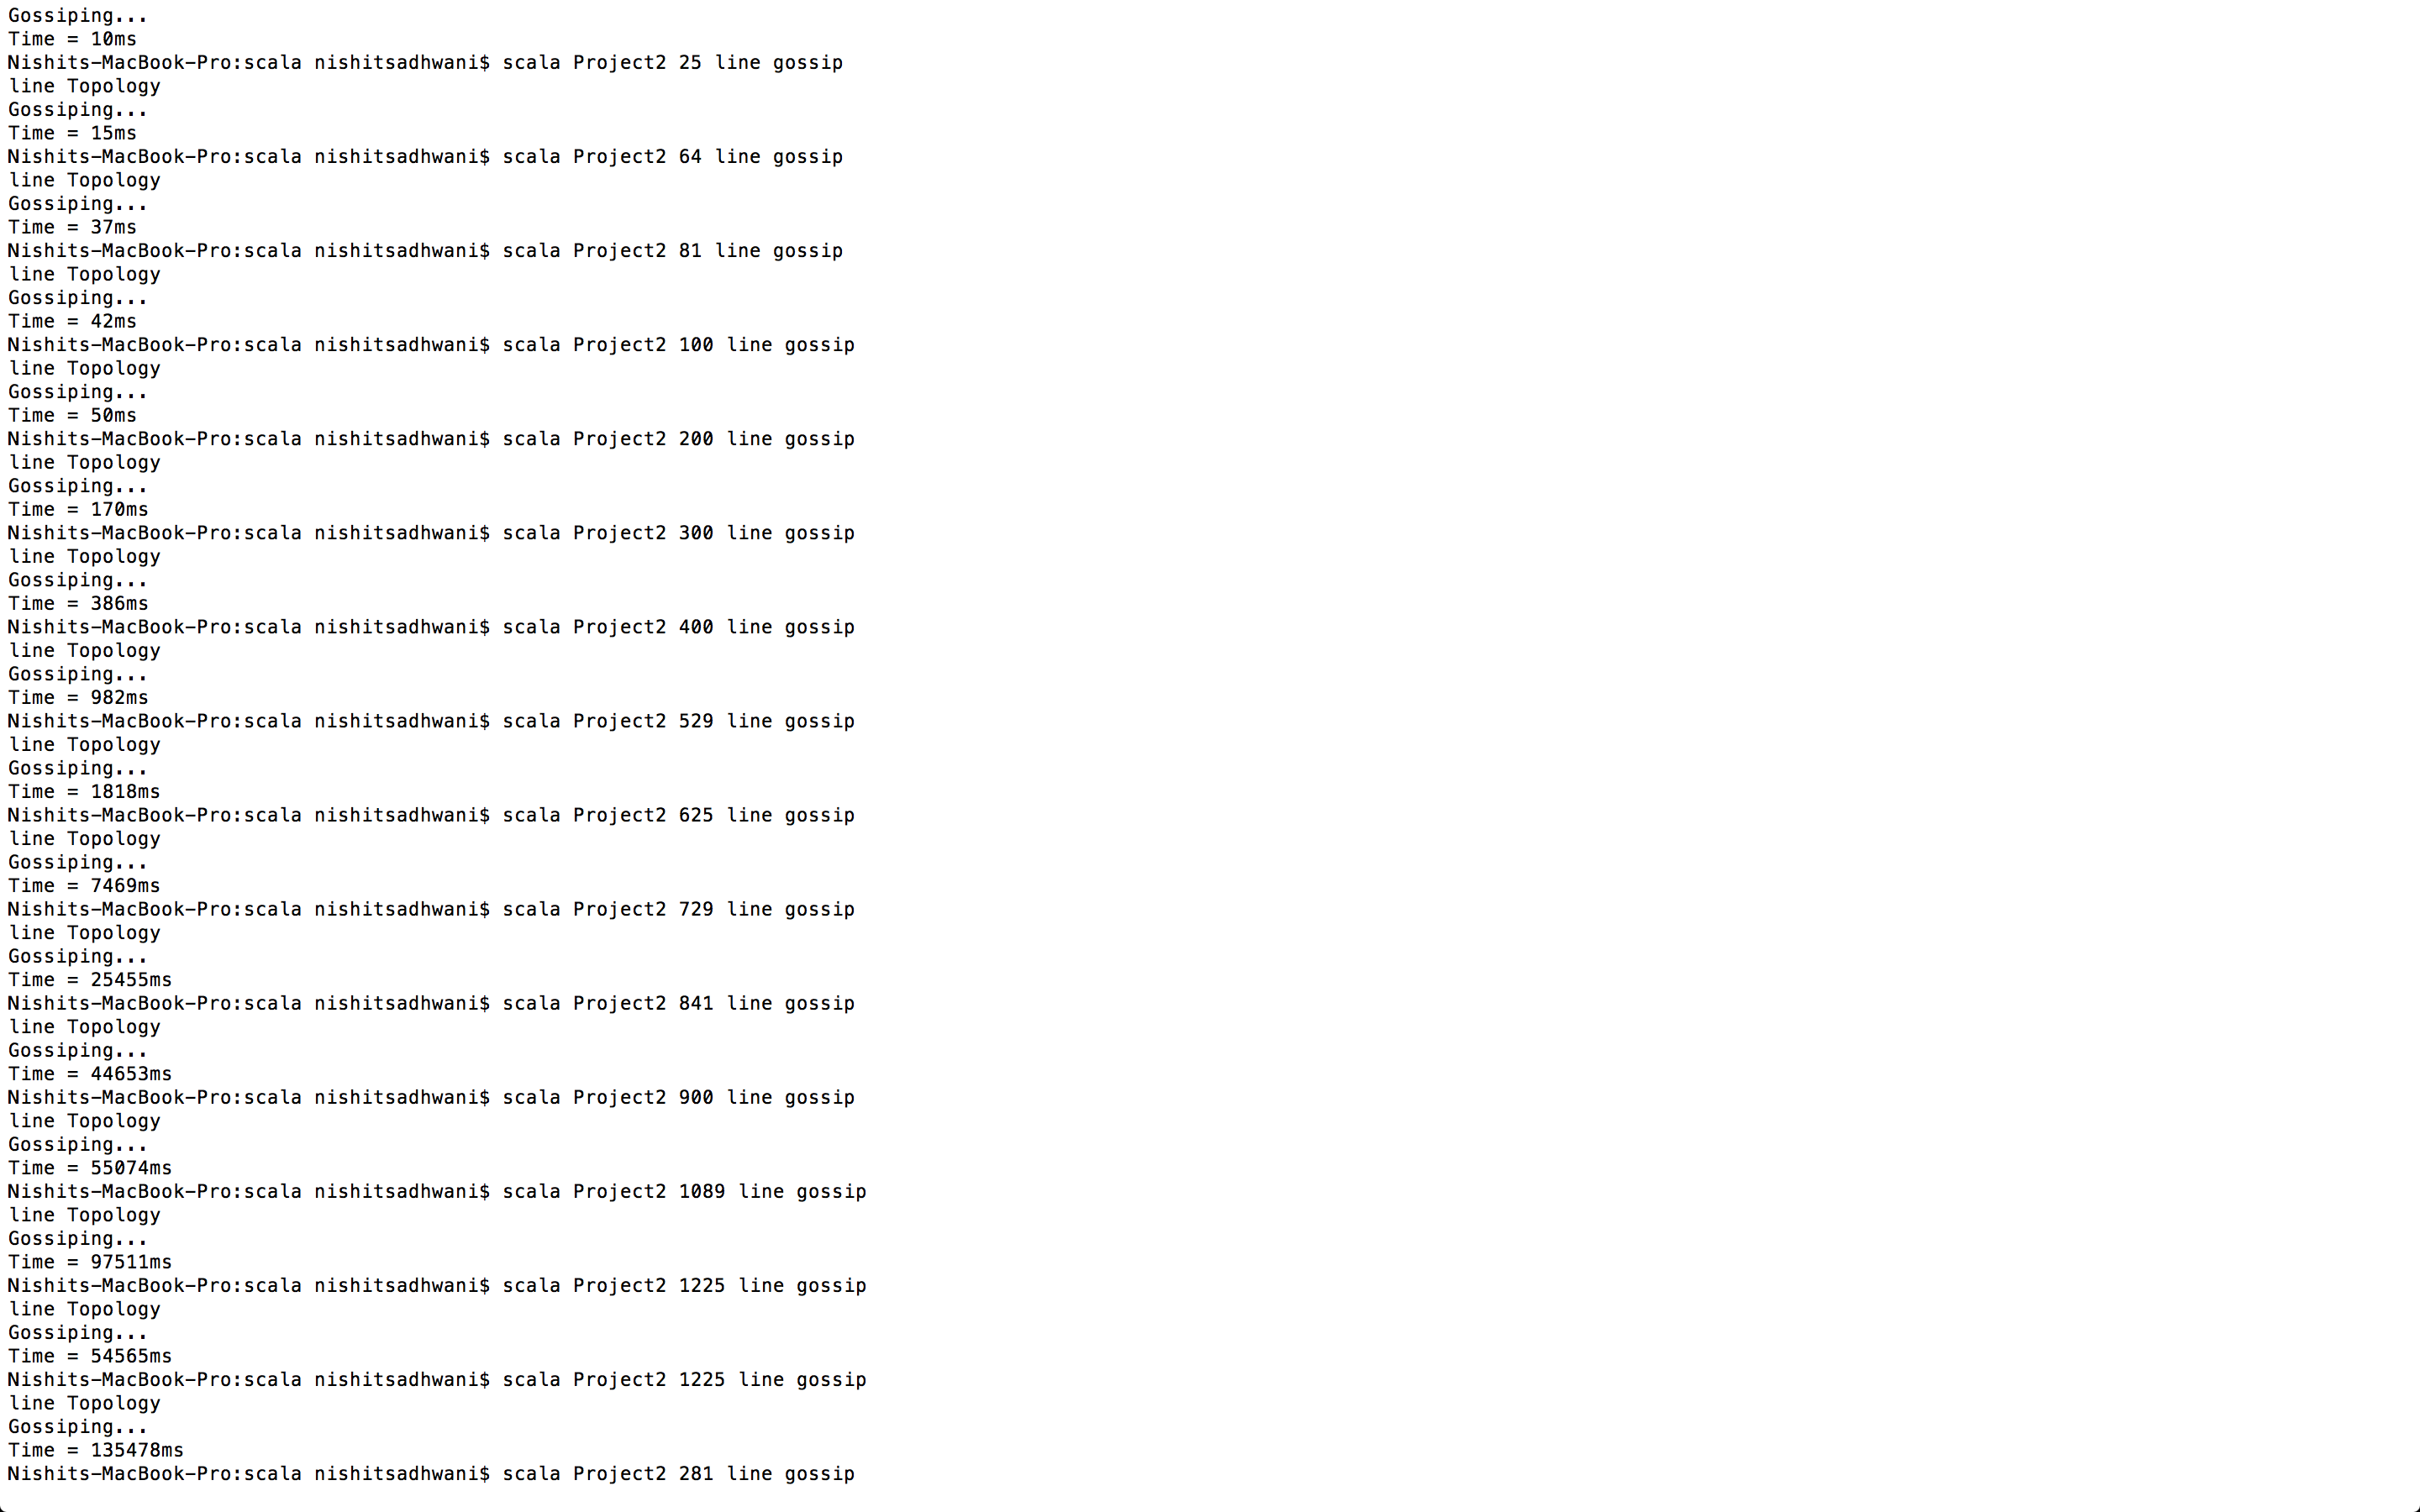 Gossiping...
Time = 10ms
Nishits-MacBook-Pro:scala nishitsadhwani$ scala Project2 25 line gossip
line Topology
Gossiping...
Time = 15ms
Nishits-MacBook-Pro:scala nishitsadhwani$ scala Project2 64 line gossip
line Topology
Gossiping...
Time = 37ms
Nishits-MacBook-Pro:scala nishitsadhwani$ scala Project2 81 line gossip
line Topology
Gossiping...
Time = 42ms
Nishits-MacBook-Pro:scala nishitsadhwani$ scala Project2 100 line gossip
line Topology
Gossiping...
Time = 50ms
Nishits-MacBook-Pro:scala nishitsadhwani$ scala Project2 200 line gossip
line Topology
Gossiping...
Time = 170ms
Nishits-MacBook-Pro:scala nishitsadhwani$ scala Project2 300 line gossip
line Topology
Gossiping...
Time = 386ms
Nishits-MacBook-Pro:scala nishitsadhwani$ scala Project2 400 line gossip
line Topology
Gossiping...
Time = 982ms
Nishits-MacBook-Pro:scala nishitsadhwani$ scala Project2 529 line gossip
line Topology
Gossiping...
Time = 1818ms
Nishits-MacBook-Pro:scala nishitsadhwani$ scala Project2 625 line gossip
line Topology
Gossiping...
Time = 7469ms
Nishits-MacBook-Pro:scala nishitsadhwani$ scala Project2 729 line gossip
line Topology
Gossiping...
Time = 25455ms
Nishits-MacBook-Pro:scala nishitsadhwani$ scala Project2 841 line gossip
line Topology
Gossiping...
Time = 44653ms
Nishits-MacBook-Pro:scala nishitsadhwani$ scala Project2 900 line gossip
line Topology
Gossiping...
Time = 55074ms
Nishits-MacBook-Pro:scala nishitsadhwani$ scala Project2 1089 line gossip
line Topology
Gossiping...
Time = 97511ms
Nishits-MacBook-Pro:scala nishitsadhwani$ scala Project2 1225 line gossip
line Topology
Gossiping...
Time = 54565ms
Nishits-MacBook-Pro:scala nishitsadhwani$ scala Project2 1225 line gossip
line Topology
Gossiping...
Time = 135478ms
Nishits-MacBook-Pro:scala nishitsadhwani$ scala Project2 281 line gossip